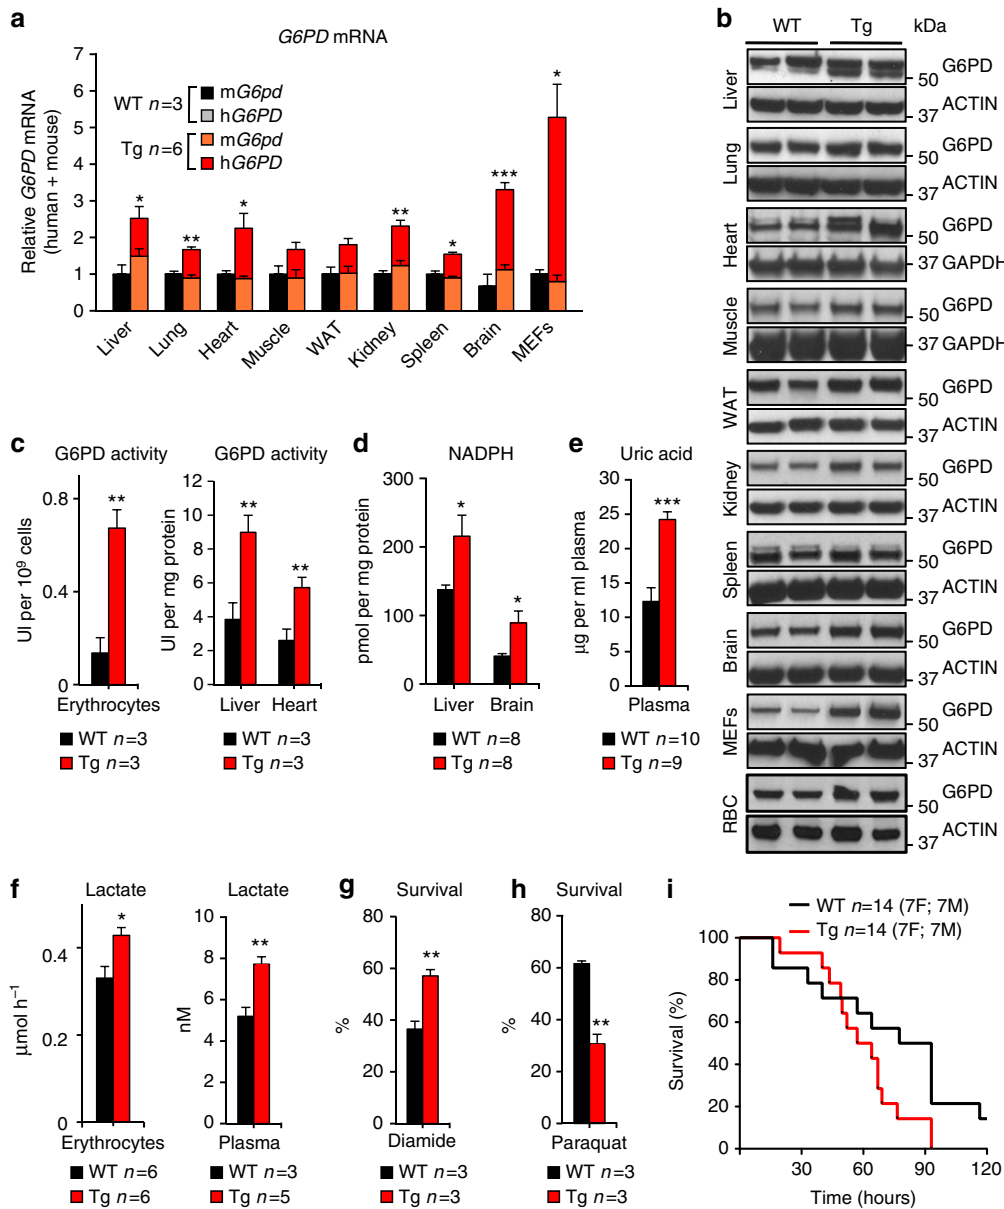 a
G6PD mRNA
Relative G6PD mRNA
(human + mouse)
7
6
5
4
3
2
1
0
WT n=3
mG6pd
hG6PD
Tg n=6
mG6pd
hG6PD
*
**
*
**
*
***
*
Liver
Lung
Heart
Muscle
WAT
Kidney
Spleen
Brain
MEFs
b
WT
Tg
kDa
Liver
G6PD
50
ACTIN
37
Lung
G6PD
50
ACTIN
37
Heart
G6PD
50
37 GAPDH
Muscle
G6PD
50
37 GAPDH
WAT
G6PD
50
ACTIN
37
Kidney
G6PD
50
ACTIN
37
Spleen
G6PD
50
ACTIN
37
Brain
G6PD
50
ACTIN
37
MEFs
G6PD
50
ACTIN
37
RBC
G6PD
50
ACTIN
37
c
G6PD activity
UI per 10⁹ cells
0.8
0.4
0
**
Erythrocytes
WT n=3
Tg n=3
G6PD activity
UI per mg protein
12
10
8
6
4
2
0
**
**
Liver
Heart
WT n=3
Tg n=3
d
NADPH
pmol per mg protein
300
200
100
0
*
*
Liver
Brain
WT n=8
Tg n=8
e
Uric acid
µg per ml plasma
30
25
20
15
10
5
0
***
Plasma
WT n=10
Tg n=9
f
Lactate
µmol h⁻¹
0.4
0.2
0
*
Erythrocytes
WT n=6
Tg n=6
Lactate
nM
10
8
6
4
2
0
**
Plasma
WT n=3
Tg n=5
g
Survival
%
80
60
40
20
0
**
Diamide
WT n=3
Tg n=3
h
Survival
%
80
60
40
20
0
**
Paraquat
WT n=3
Tg n=3
i
WT n=14 (7F; 7M)
Tg n=14 (7F; 7M)
Survival (%)
100
80
60
40
20
0
30
60
90
120
Time (hours)